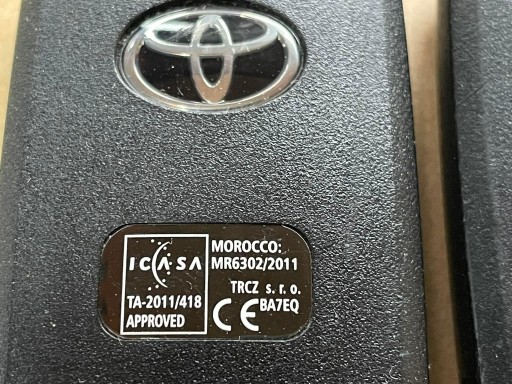 ICASA
TA-2011/418
APPROVED
MOROCCO:
MR6302/2011
TRCZ s. r. o.
BA7EQ
CE